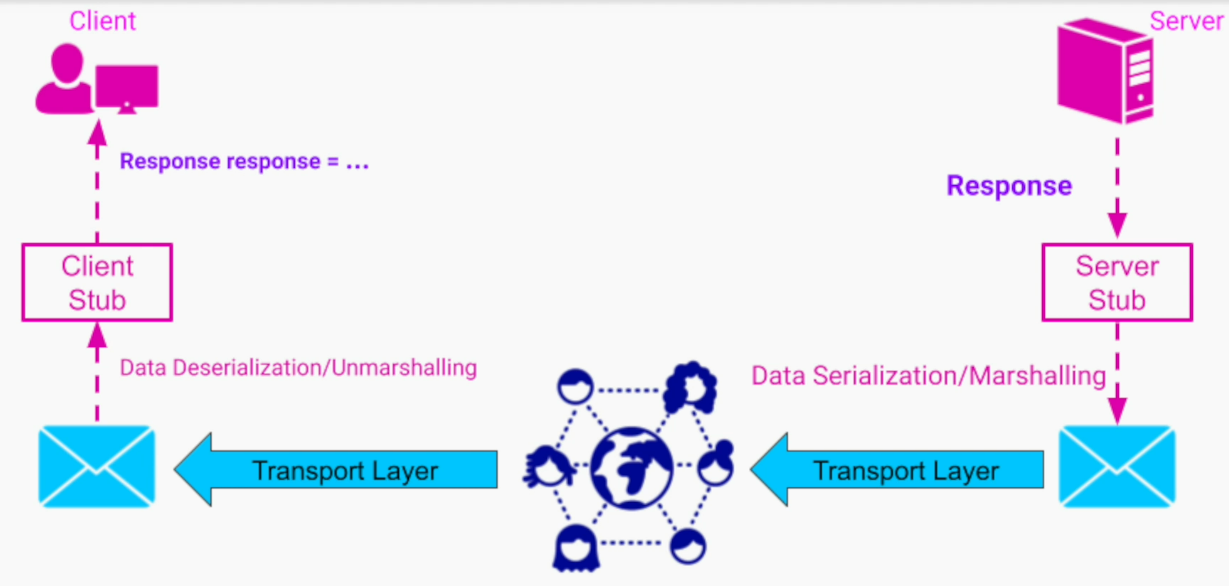 Client
Server
Response response = ...
Response
Client
Stub
Server
Stub
Data Deserialization/Unmarshalling
Data Serialization/Marshalling
Transport Layer
Transport Layer